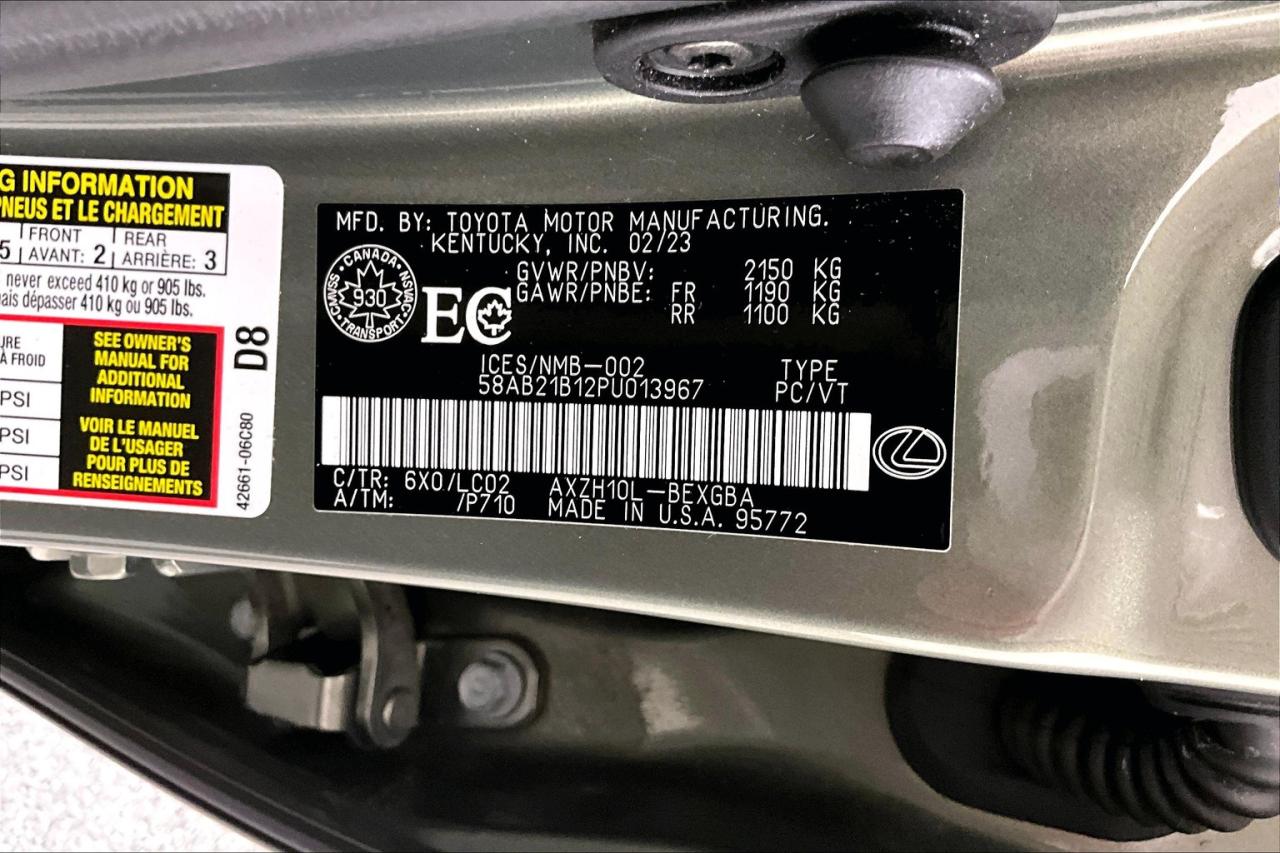 G INFORMATION
PNEUS ET LE CHARGEMENT
5 FRONT REAR
AVANT: 2 ARRIÈRE: 3
never exceed 410 kg or 905 lbs.
ais dépasser 410 kg ou 905 lbs.
URE
À FROID
PSI
PSI
PSI
SEE OWNER'S
MANUAL FOR
ADDITIONAL
INFORMATION
VOIR LE MANUEL
DE L'USAGER
POUR PLUS DE
RENSEIGNEMENTS
D8
42661-06C80
MFD. BY: TOYOTA MOTOR MANUFACTURING.
KENTUCKY, INC. 02/23
CANADA
CMVSS
NSVAC
930
TRANSPORT
EC
GVWR/PNBV: 2150 KG
GAWR/PNBE: FR 1190 KG
RR 1100 KG
ICES/NMB-002
58AB21B12PU013967
TYPE
PC/VT
C/TR: 6X0/LC02 AXZH10L-BEXGBA
A/TM: /P710 MADE IN U.S.A. 95772